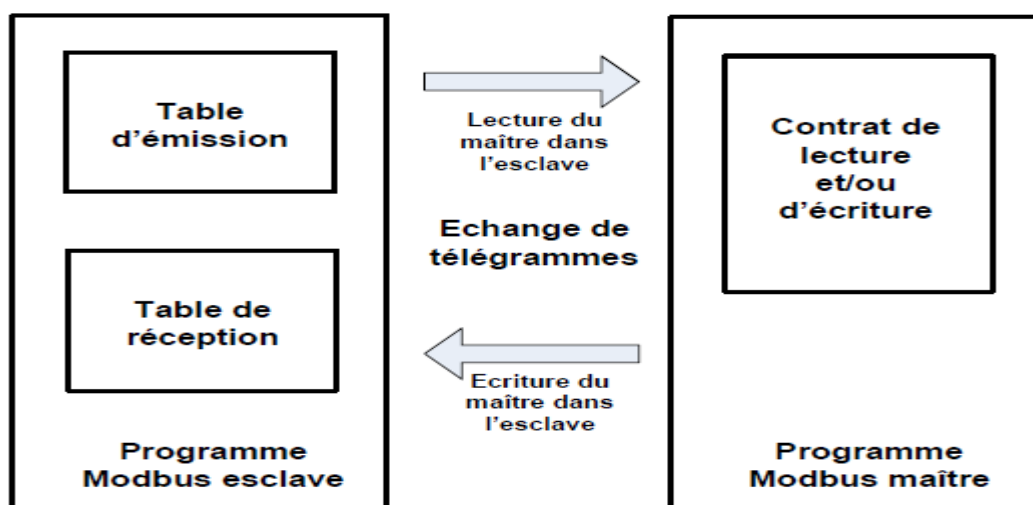 Table
d'émission
Lecture du
maître dans
l'esclave
Contrat de
lecture
et/ou
d'écriture
Echange de
télégrammes
Table de
réception
Ecriture du
maître dans
l'esclave
Programme
Modbus esclave
Programme
Modbus maître